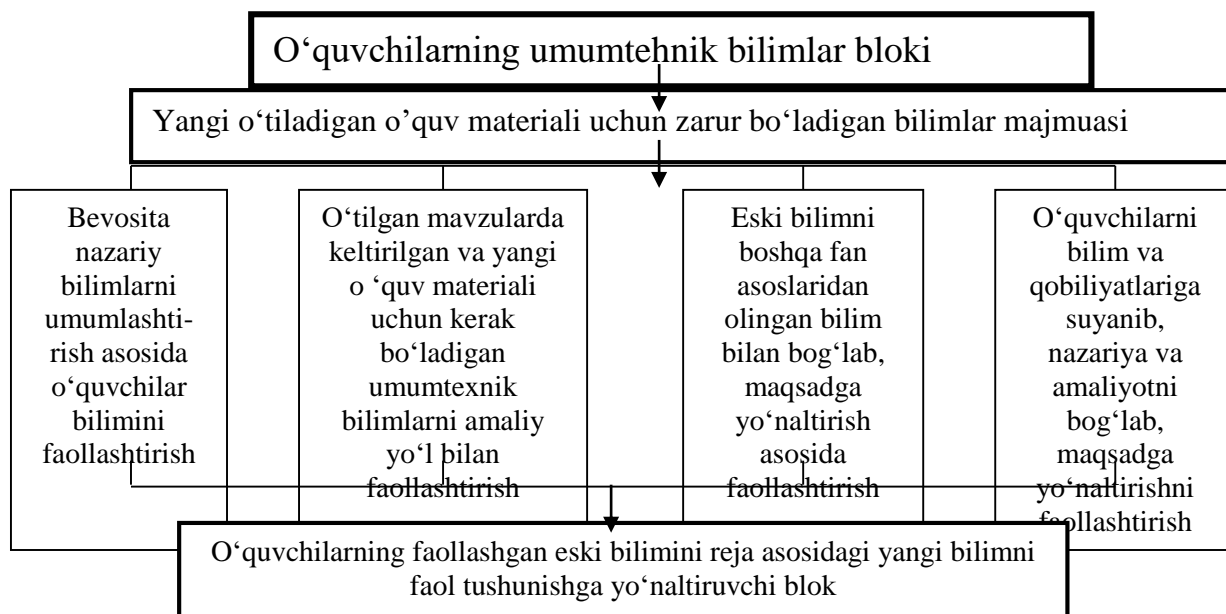 O‘quvchilarning umumtehnik bilimlar bloki
Yangi o‘tiladigan o’quv materiali uchun zarur bo‘ladigan bilimlar majmuasi
Bevosita
nazariy
bilimlarni
umumlashti-
rish asosida
o‘quvchilar
bilimini
faollashtirish
O‘tilgan mavzularda
keltirilgan va yangi
o ‘quv materiali
uchun kerak
bo‘ladigan
umumtexnik
bilimlarni amaliy
yo‘l bilan
faollashtirish
Eski bilimni
boshqa fan
asoslaridan
olingan bilim
bilan bog‘lab,
maqsadga
yo‘naltirish
asosida
faollashtirish
O‘quvchilarni
bilim va
qobiliyatlariga
suyanib,
nazariya va
amaliyotni
bog‘lab,
maqsadga
yo‘naltirishni
faollashtirish
O‘quvchilarning faollashgan eski bilimini reja asosidagi yangi bilimni
faol tushunishga yo‘naltiruvchi blok